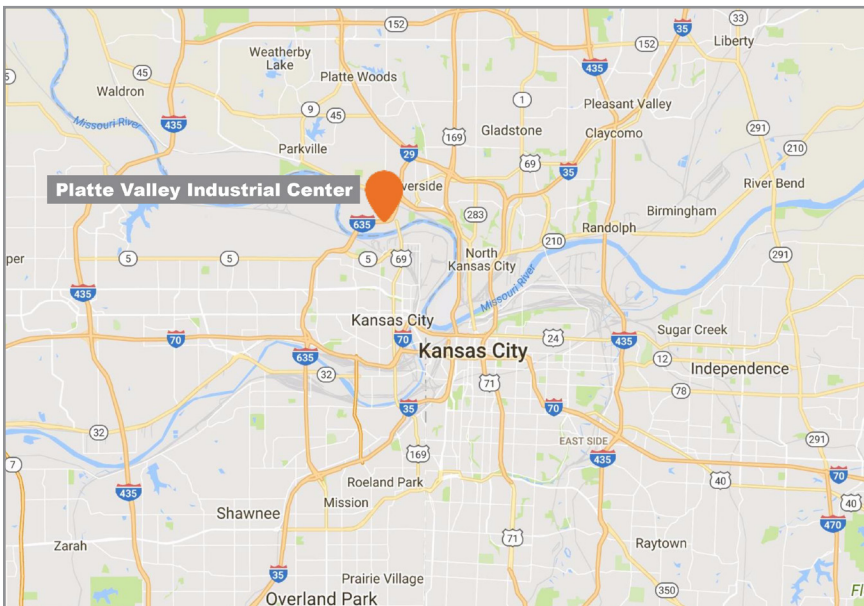 33
152
35
Liberty
Weatherby
Lake
152
435
45
Platte Woods
Waldron
1
Pleasant Valley
9
45
Missouri River
435
169
Gladstone
Claycomo
291
Parkville
29
69
210
35
River Bend
Platte Valley Industrial Center
verside
283
Birmingham
635
Randolph
210
per
5
5
5
69
North
Kansas City
291
Missouri River
435
Kansas City
Sugar Creek
70
70
24
435
Kansas City
635
12
Independence
32
71
78
35
70
32
EAST SIDE
291
169
435
7
70
40
Roeland Park
435
Mission
40
Shawnee
470
71
Zarah
Raytown
35
Prairie Village
350
Overland Park
Fl